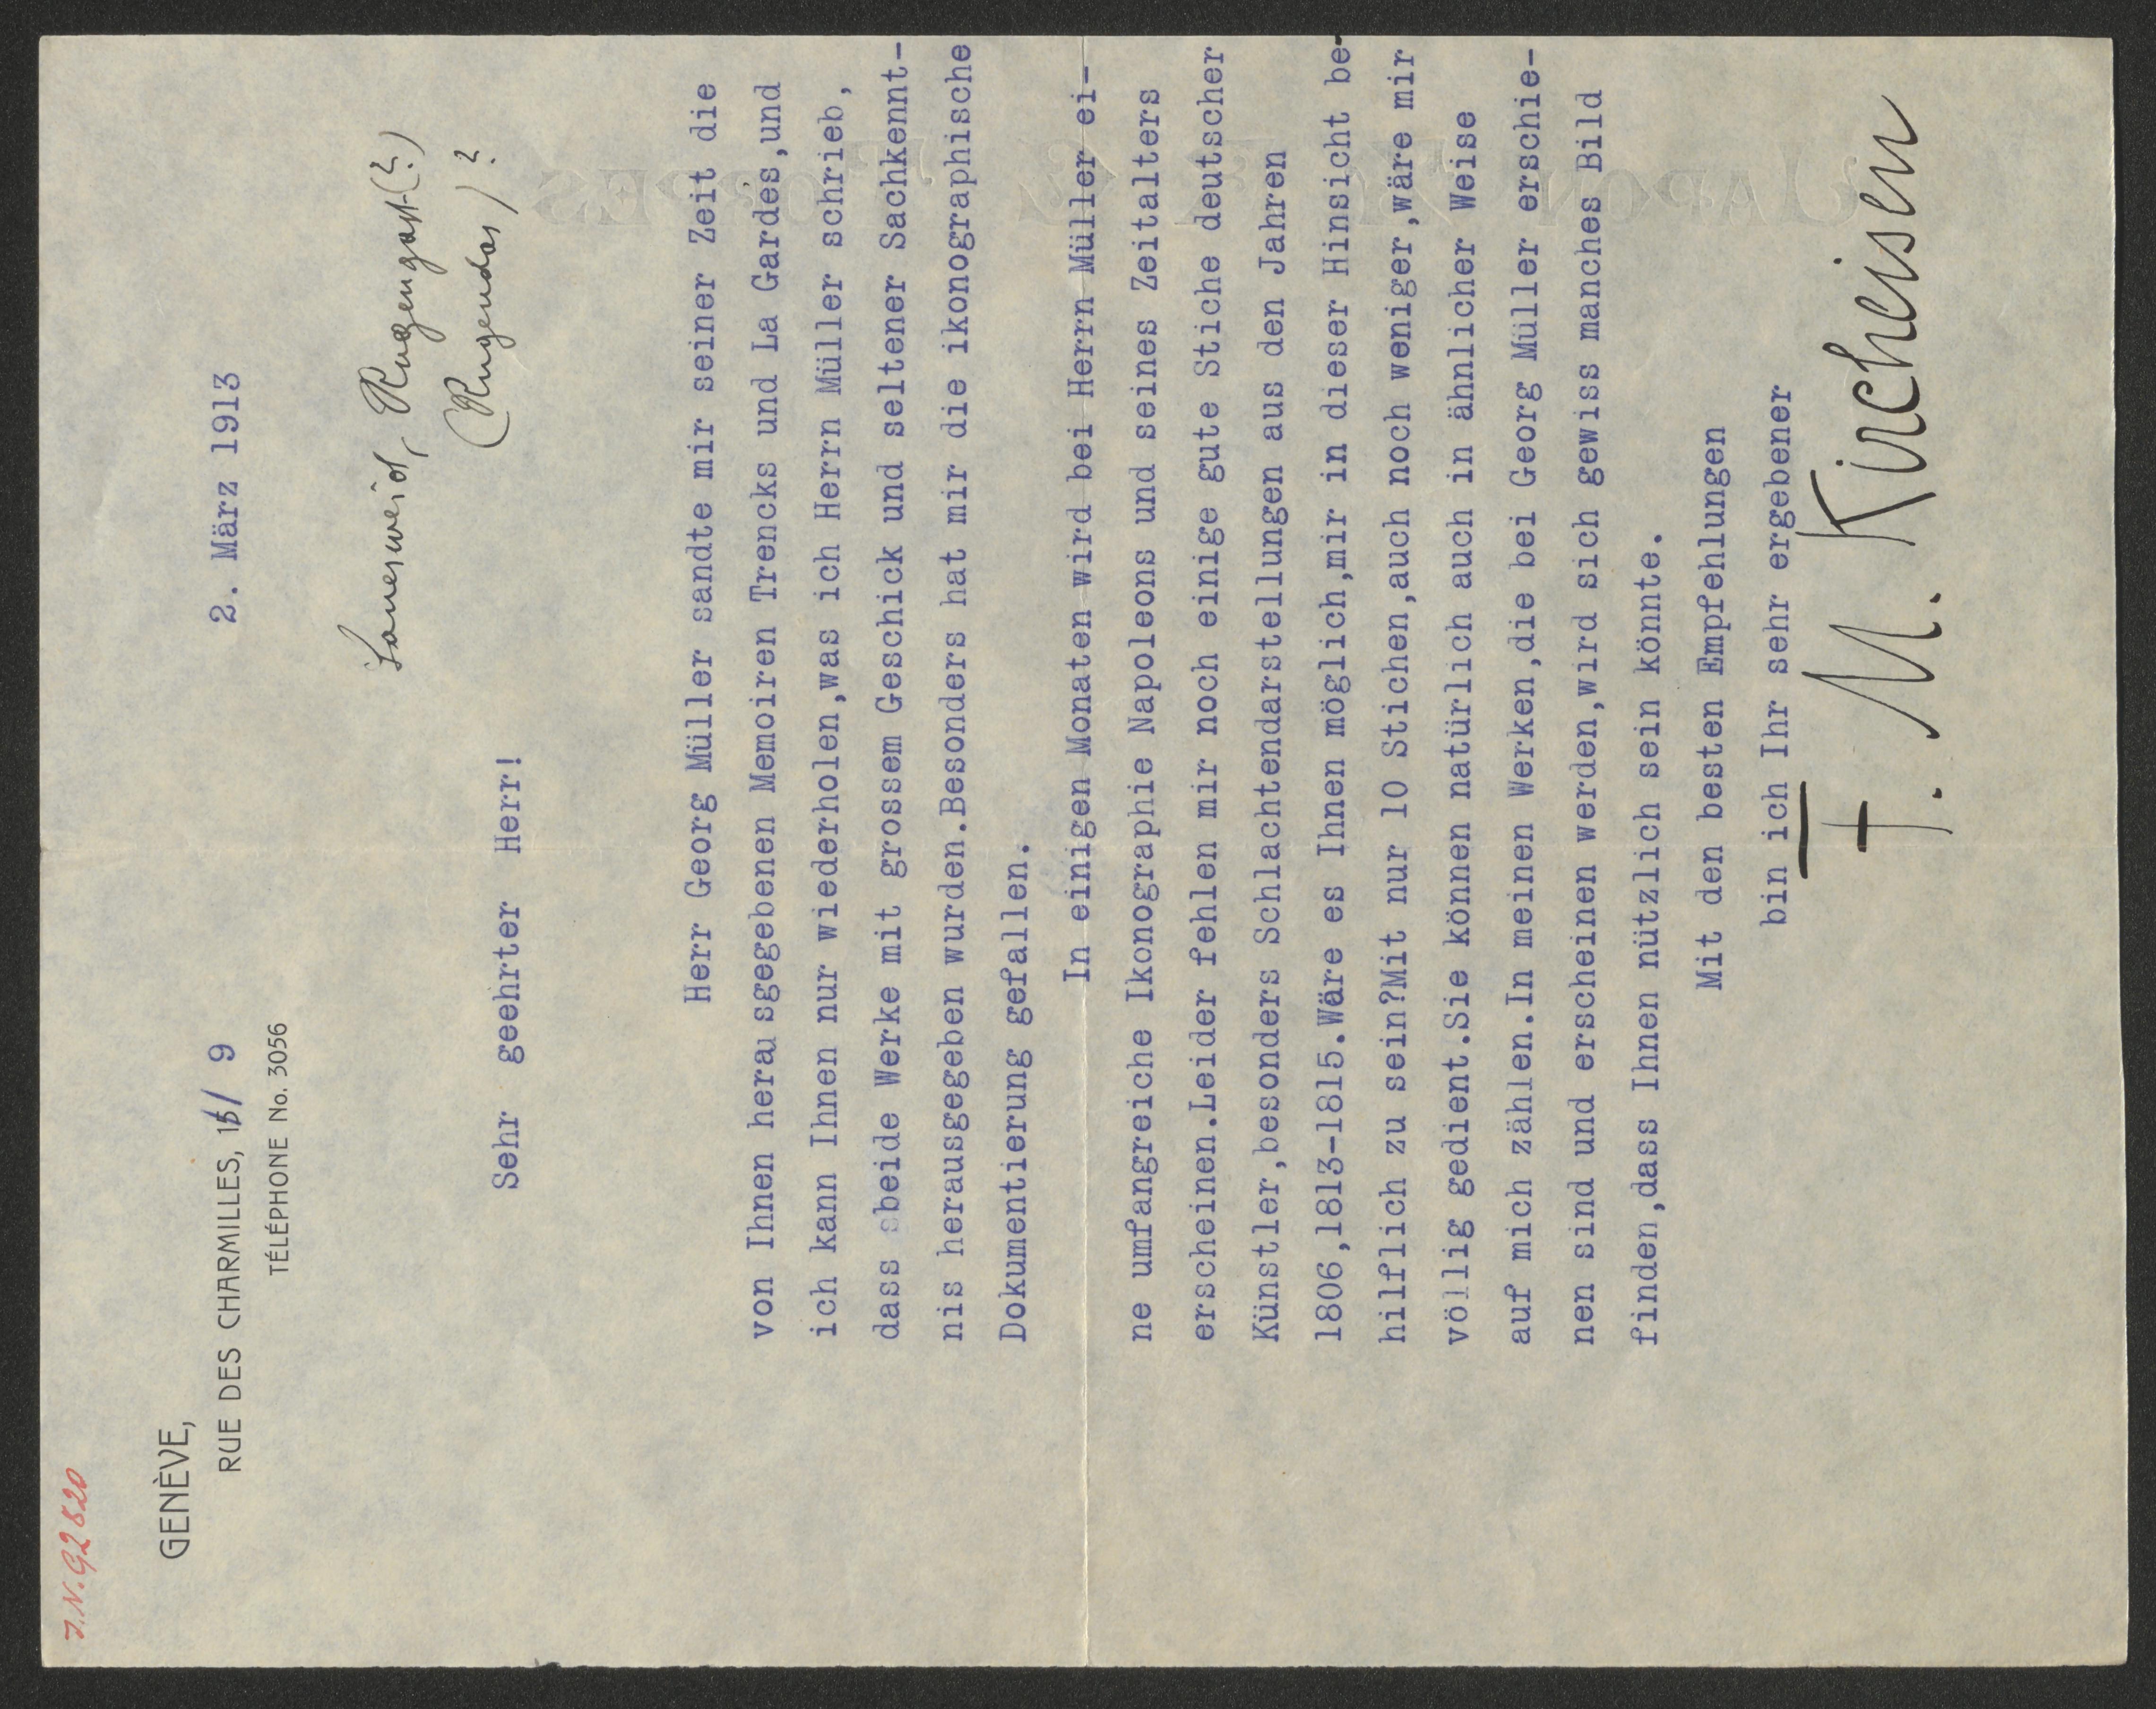 J.N. 92820
GENÈVE,
RUE DES CHARMILLES, 15/ 9
TÉLÉPHONE No. 3056
2. März 1913
Rugengast (?)
(Rugendas)?
Sehr geehrter Herr!
Herr Georg Müller sandte mir seiner Zeit die
von Ihnen herausgegebenen Memoiren Trencks und La Gardes,und
ich kann Ihnen nur wiederholen,was ich Herrn Müller schrieb,
dass beide Werke mit grossem Geschick und seltener Sachkennt-
nis herausgegeben wurden.Besonders hat mir die ikonographische
Dokumentierung gefallen.
In einigen Monaten wird bei Herrn Müller ei-
ne umfangreiche Ikonographie Napoleons und seines Zeitalters
erscheinen.Leider fehlen mir noch einige gute Stiche deutscher
Künstler,besonders Schlachtendarstellungen aus den Jahren
1806,1813-1815.Wäre es Ihnen möglich,mir in dieser Hinsicht be-
hilflich zu sein?Mit nur 10 Stichen,auch noch weniger,wäre mir
völlig gedient.Sie können natürlich auch in ähnlicher Weise
auf mich zählen.In meinen Werken,die bei Georg Müller erschie-
nen sind und erscheinen werden,wird sich gewiss manches Bild
finden,dass Ihnen nützlich sein könnte.
Mit den besten Empfehlungen
bin ich Ihr sehr ergebener
F. M. Kircheisen